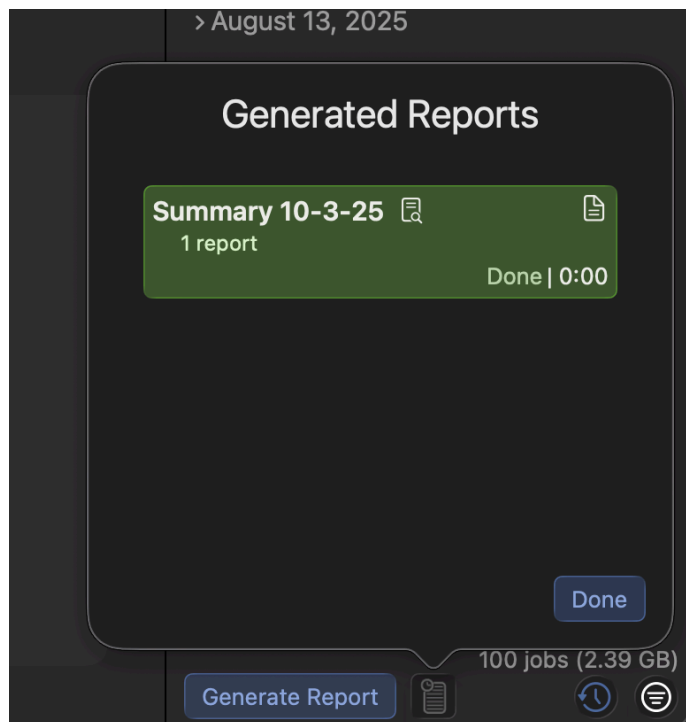 > August 13, 2025
Generated Reports
Summary 10-3-25
1 report
Done | 0:00
Done
100 jobs (2.39 GB)
Generate Report